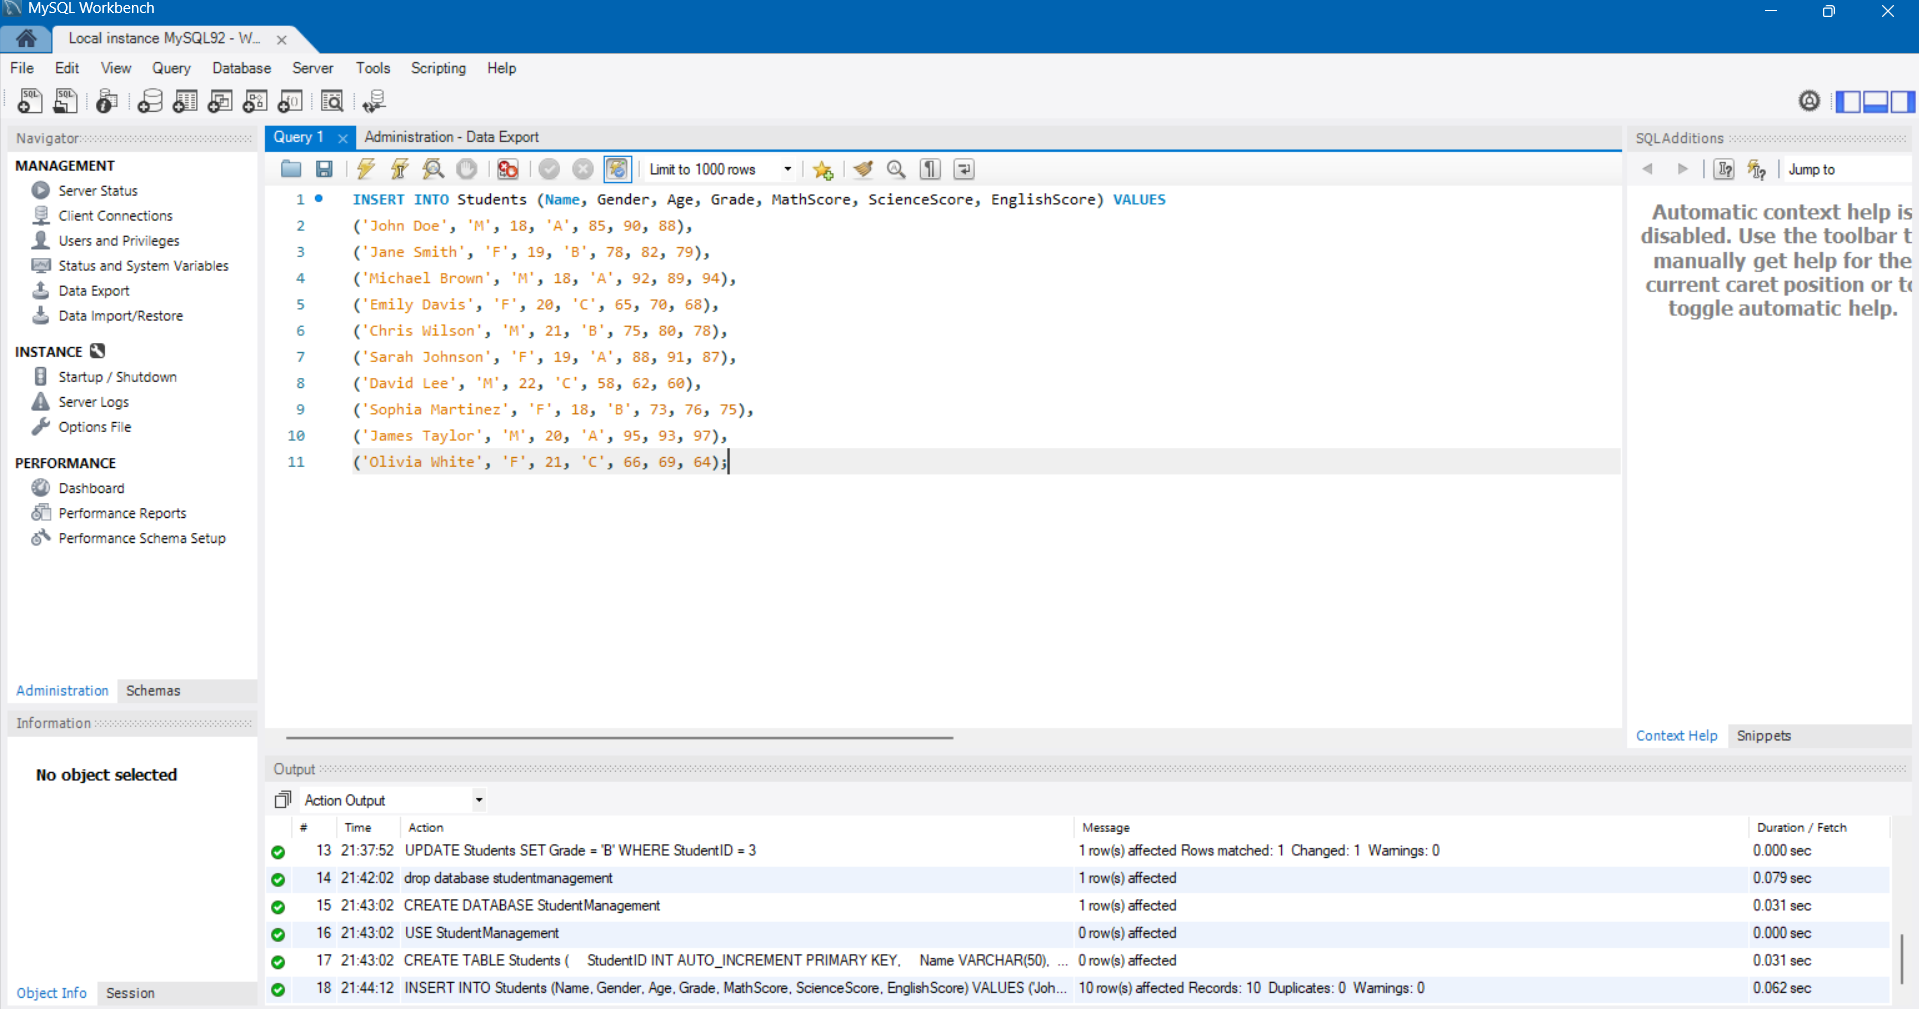 MySQL Workbench
Local instance MySQL92 - W...
File Edit View Query Database Server Tools Scripting Help
Navigator
MANAGEMENT
Server Status
Client Connections
Users and Privileges
Status and System Variables
Data Export
Data Import/Restore
INSTANCE
Startup / Shutdown
Server Logs
Options File
PERFORMANCE
Dashboard
Performance Reports
Performance Schema Setup
Administration Schemas
Information
No object selected
Object Info Session
Query 1 Administration - Data Export
Limit to 1000 rows
1 INSERT INTO Students (Name, Gender, Age, Grade, MathScore, ScienceScore, EnglishScore) VALUES
2 ('John Doe', 'M', 18, 'A', 85, 90, 88),
3 ('Jane Smith', 'F', 19, 'B', 78, 82, 79),
4 ('Michael Brown', 'M', 18, 'A', 92, 89, 94),
5 ('Emily Davis', 'F', 20, 'C', 65, 70, 68),
6 ('Chris Wilson', 'M', 21, 'B', 75, 80, 78),
7 ('Sarah Johnson', 'F', 19, 'A', 88, 91, 87),
8 ('David Lee', 'M', 22, 'C', 58, 62, 60),
9 ('Sophia Martinez', 'F', 18, 'B', 73, 76, 75),
10 ('James Taylor', 'M', 20, 'A', 95, 93, 97),
11 ('Olivia White', 'F', 21, 'C', 66, 69, 64);
SQLAdditions
Jump to
Automatic context help is
disabled. Use the toolbar t
manually get help for the
current caret position or to
toggle automatic help.
Context Help Snippets
Output
Action Output
# Time Action Message Duration / Fetch
13 21:37:52 UPDATE Students SET Grade = 'B' WHERE StudentID = 3 1 row(s) affected Rows matched: 1 Changed: 1 Warnings: 0 0.000 sec
14 21:42:02 drop database studentmanagement 1 row(s) affected 0.079 sec
15 21:43:02 CREATE DATABASE StudentManagement 1 row(s) affected 0.031 sec
16 21:43:02 USE StudentManagement 0 row(s) affected 0.000 sec
17 21:43:02 CREATE TABLE Students ( StudentID INT AUTO_INCREMENT PRIMARY KEY, Name VARCHAR(50), ... 0 row(s) affected 0.031 sec
18 21:44:12 INSERT INTO Students (Name, Gender, Age, Grade, MathScore, ScienceScore, EnglishScore) VALUES ('Joh... 10 row(s) affected Records: 10 Duplicates: 0 Warnings: 0 0.062 sec